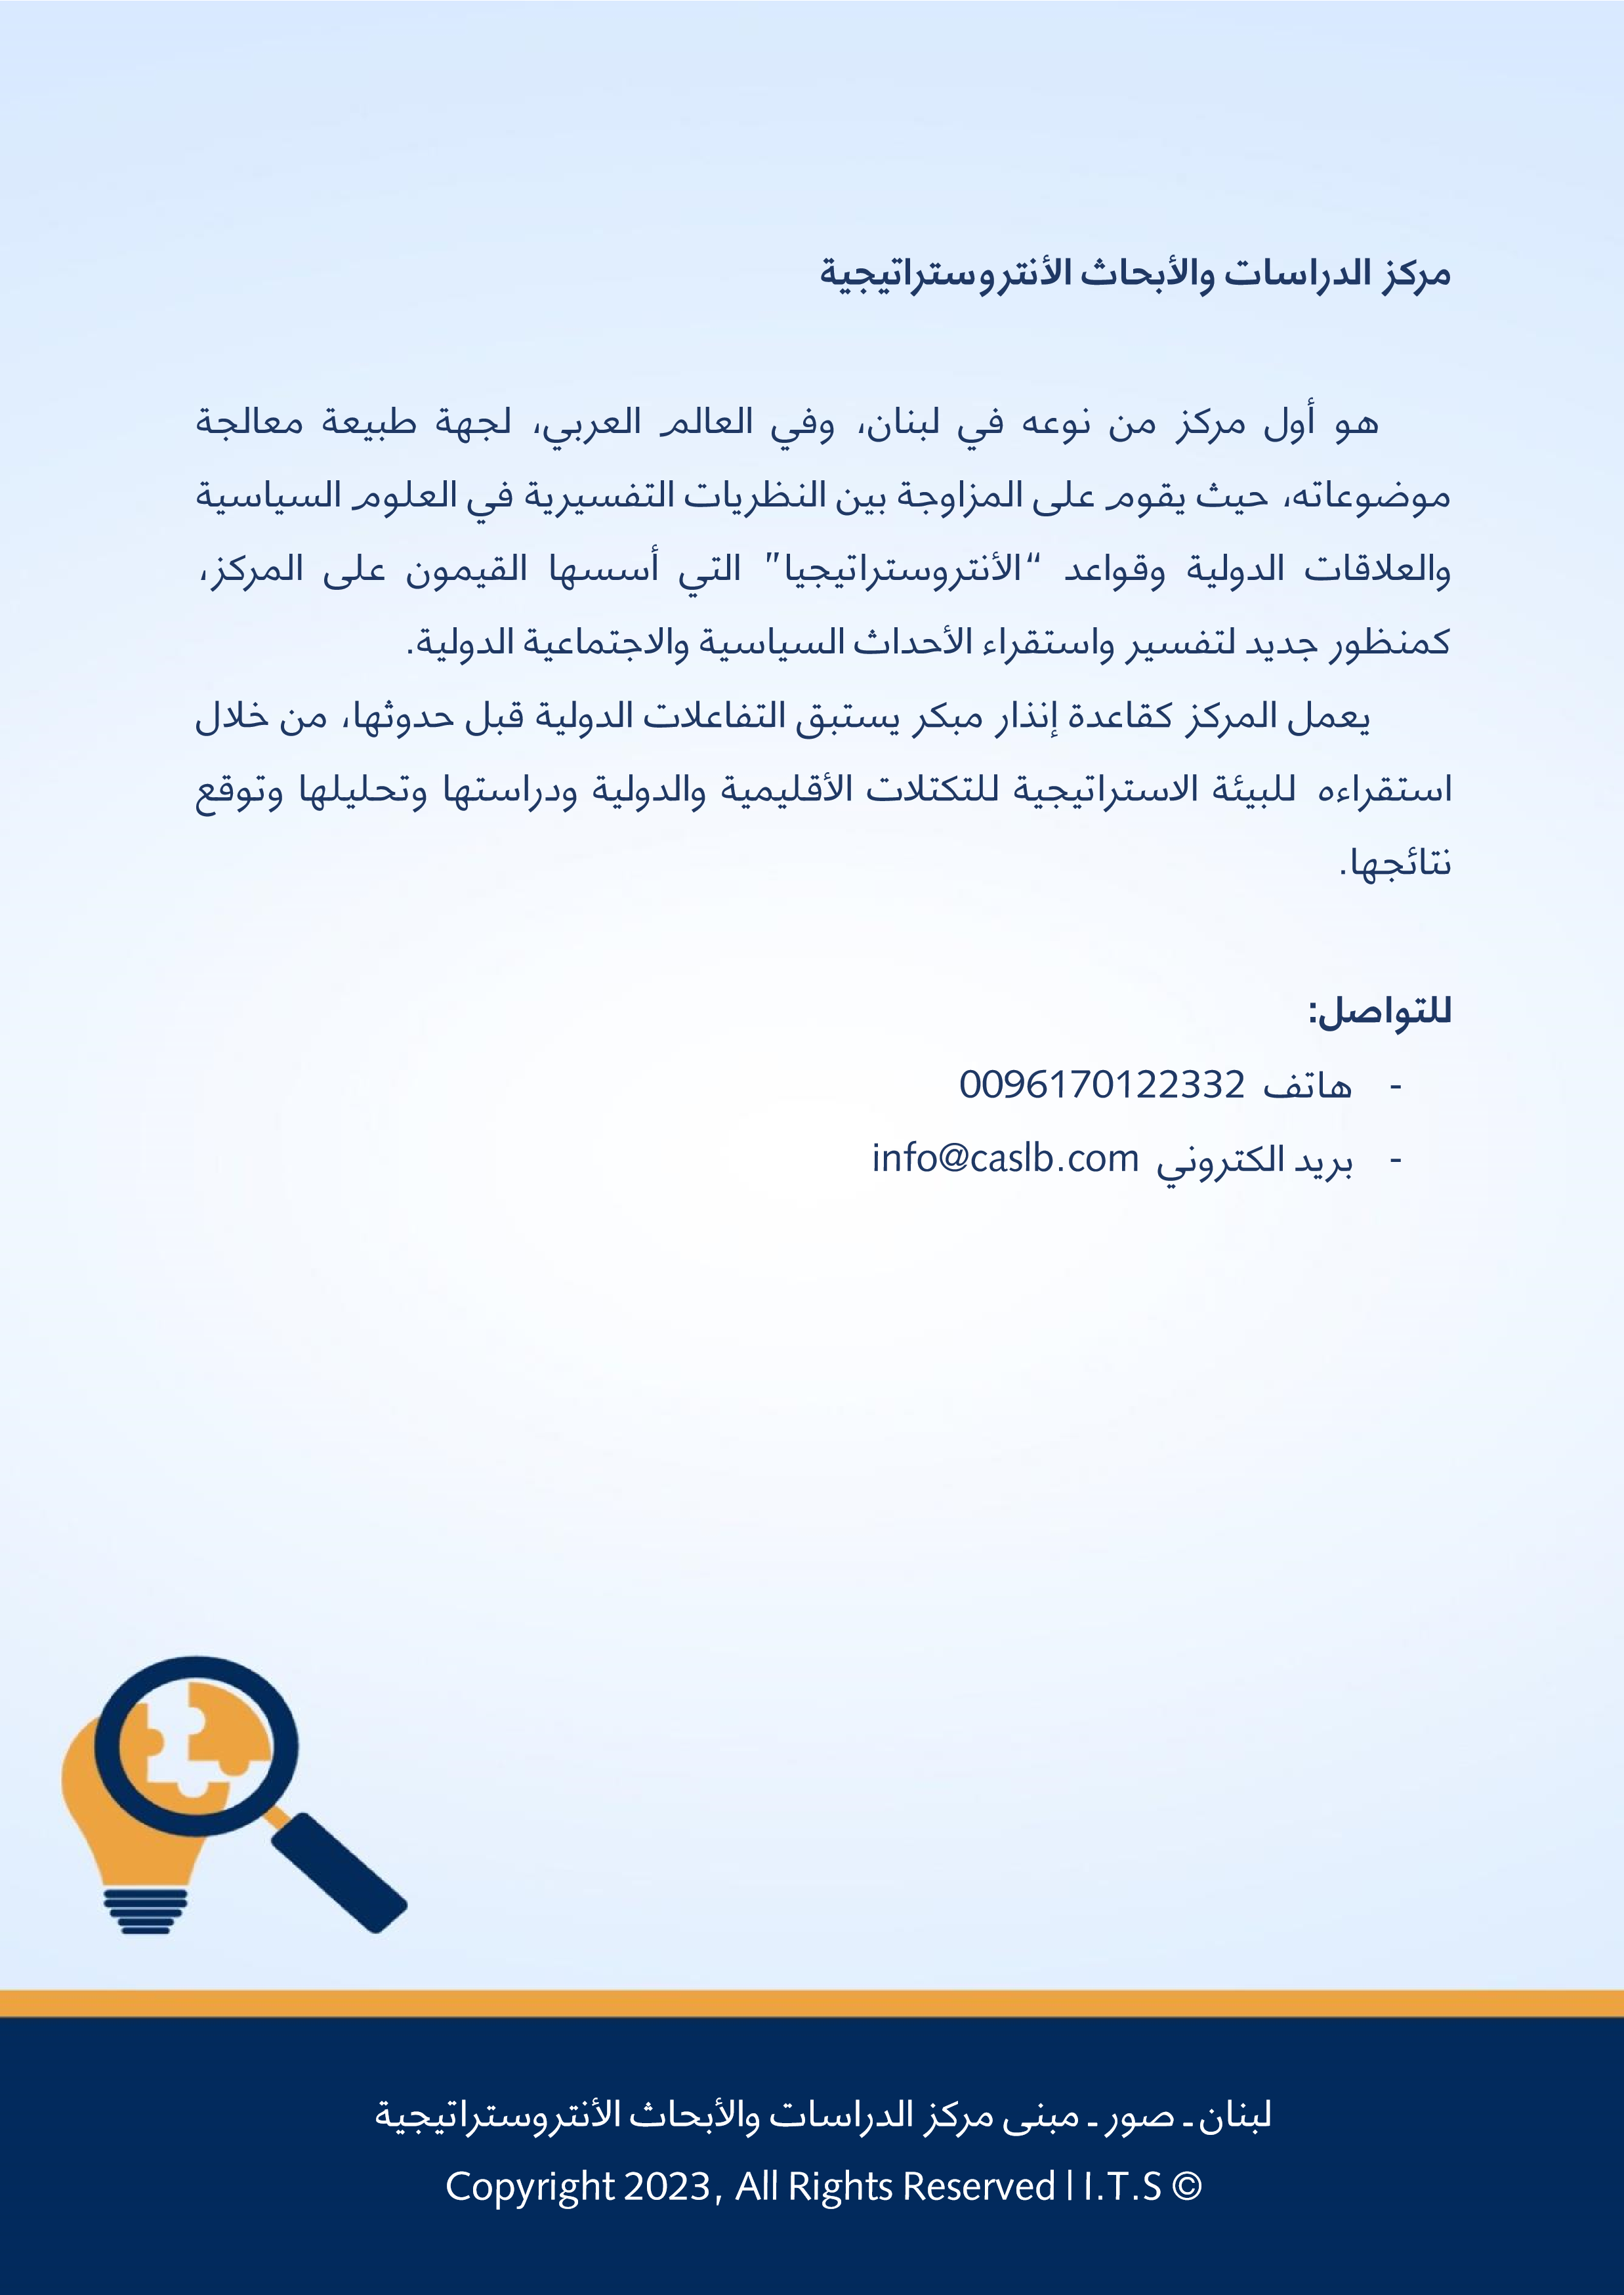 مركز الدراسات والأبحاث الأنتروستراتيجية
هو أول مركز من نوعه في لبنان، وفي العالم العربي، لجهة طبيعة معالجة
موضوعاته، حيث يقوم على المزاوجة بين النظريات التفسيرية في العلوم السياسية
والعلاقات الدولية وقواعد “الأنتروستراتيجيا” التي أسسها القيمون على المركز،
كمنظور جديد لتفسير واستقراء الأحداث السياسية والاجتماعية الدولية.
يعمل المركز كقاعدة إنذار مبكر يستبق التفاعلات الدولية قبل حدوثها، من خلال
استقراءه للبيئة الاستراتيجية للتكتلات الأقليمية والدولية ودراستها وتحليلها وتوقع
نتائجها.
للتواصل:
- هاتف 0096170122332
- بريد الكتروني info@caslb.com
لبنان ـ صور ـ مبنى مركز الدراسات والأبحاث الأنتروستراتيجية
Copyright 2023, All Rights Reserved | I.T.S ©